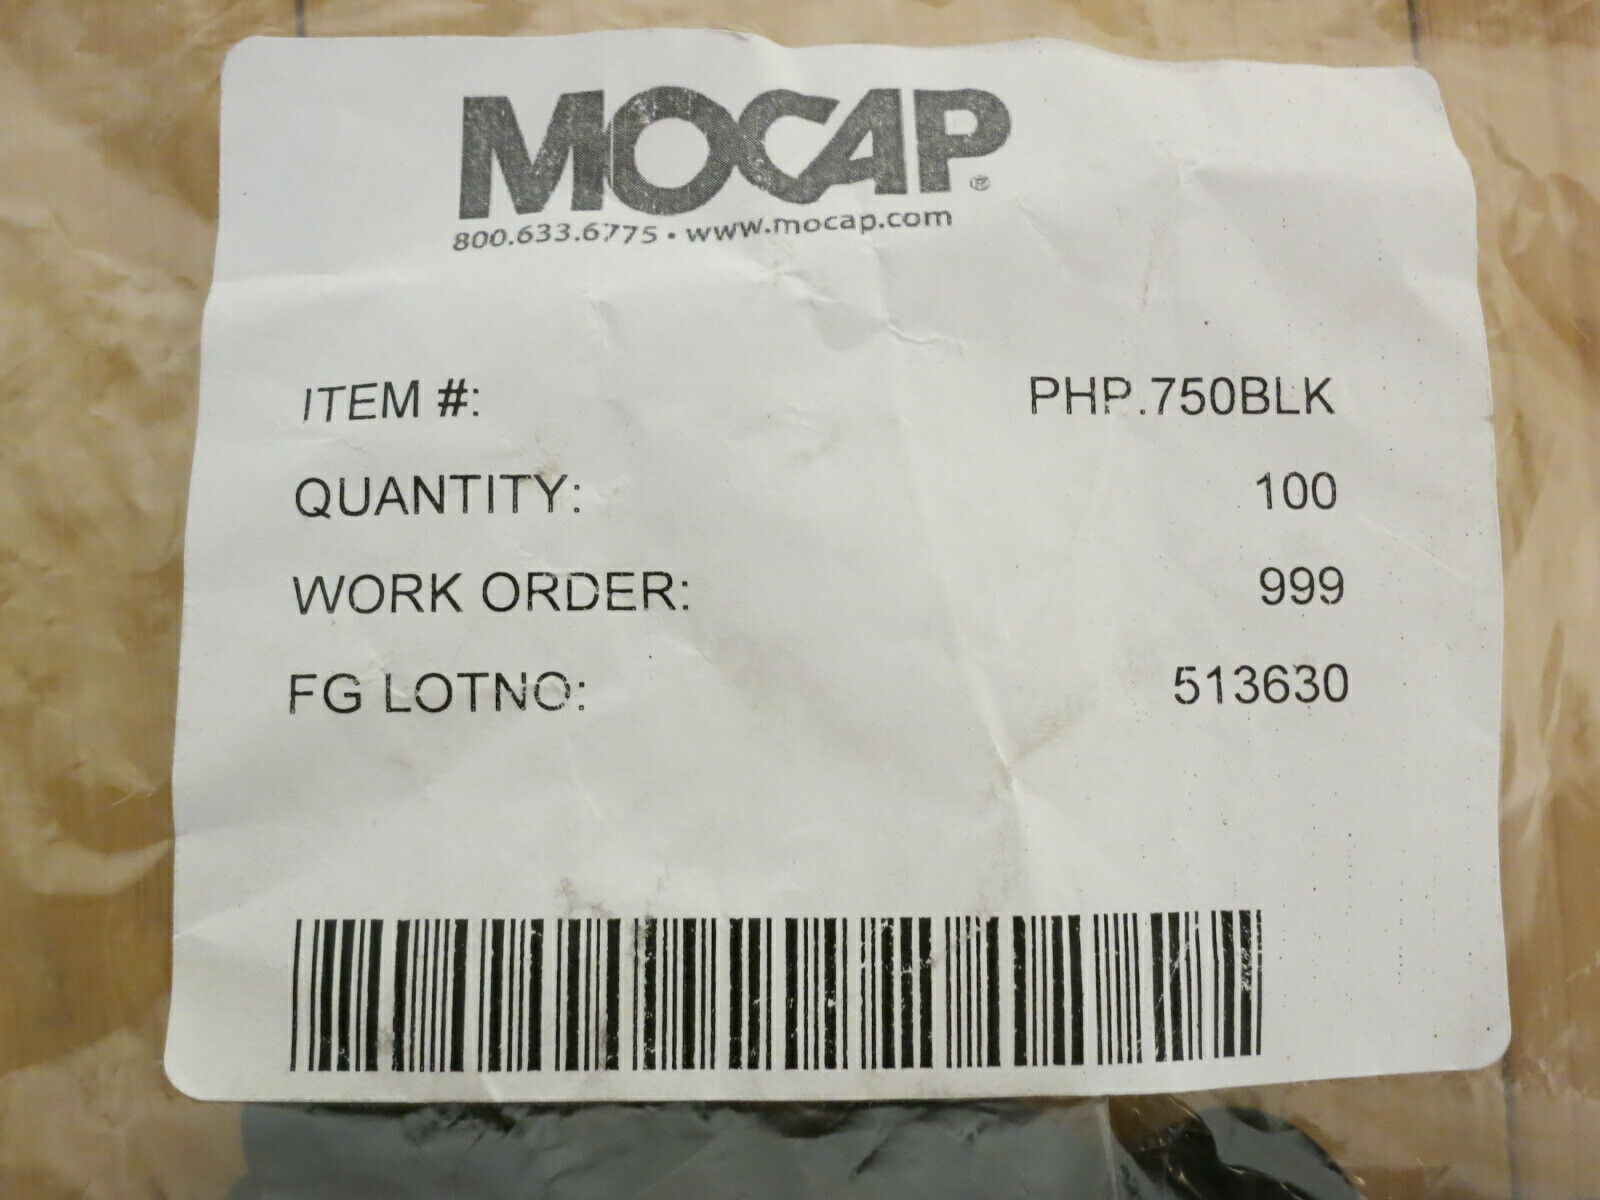 MOCAP®
800.633.6775 • www.mocap.com
ITEM #: PHP.750BLK
QUANTITY: 100
WORK ORDER: 999
FG LOTNO: 513630